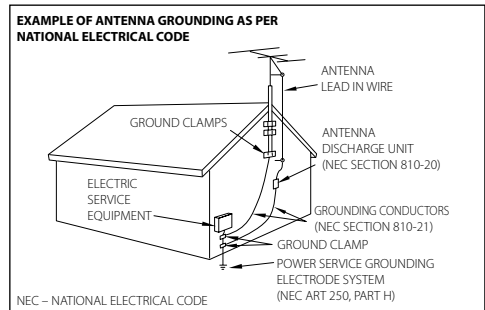 EXAMPLE OF ANTENNA GROUNDING AS PER
NATIONAL ELECTRICAL CODE
ANTENNA
LEAD IN WIRE
GROUND CLAMPS
ANTENNA
DISCHARGE UNIT
(NEC SECTION 810-20)
ELECTRIC
SERVICE
EQUIPMENT
GROUNDING CONDUCTORS
(NEC SECTION 810-21)
GROUND CLAMP
POWER SERVICE GROUNDING
ELECTRODE SYSTEM
(NEC ART 250, PART H)
NEC – NATIONAL ELECTRICAL CODE